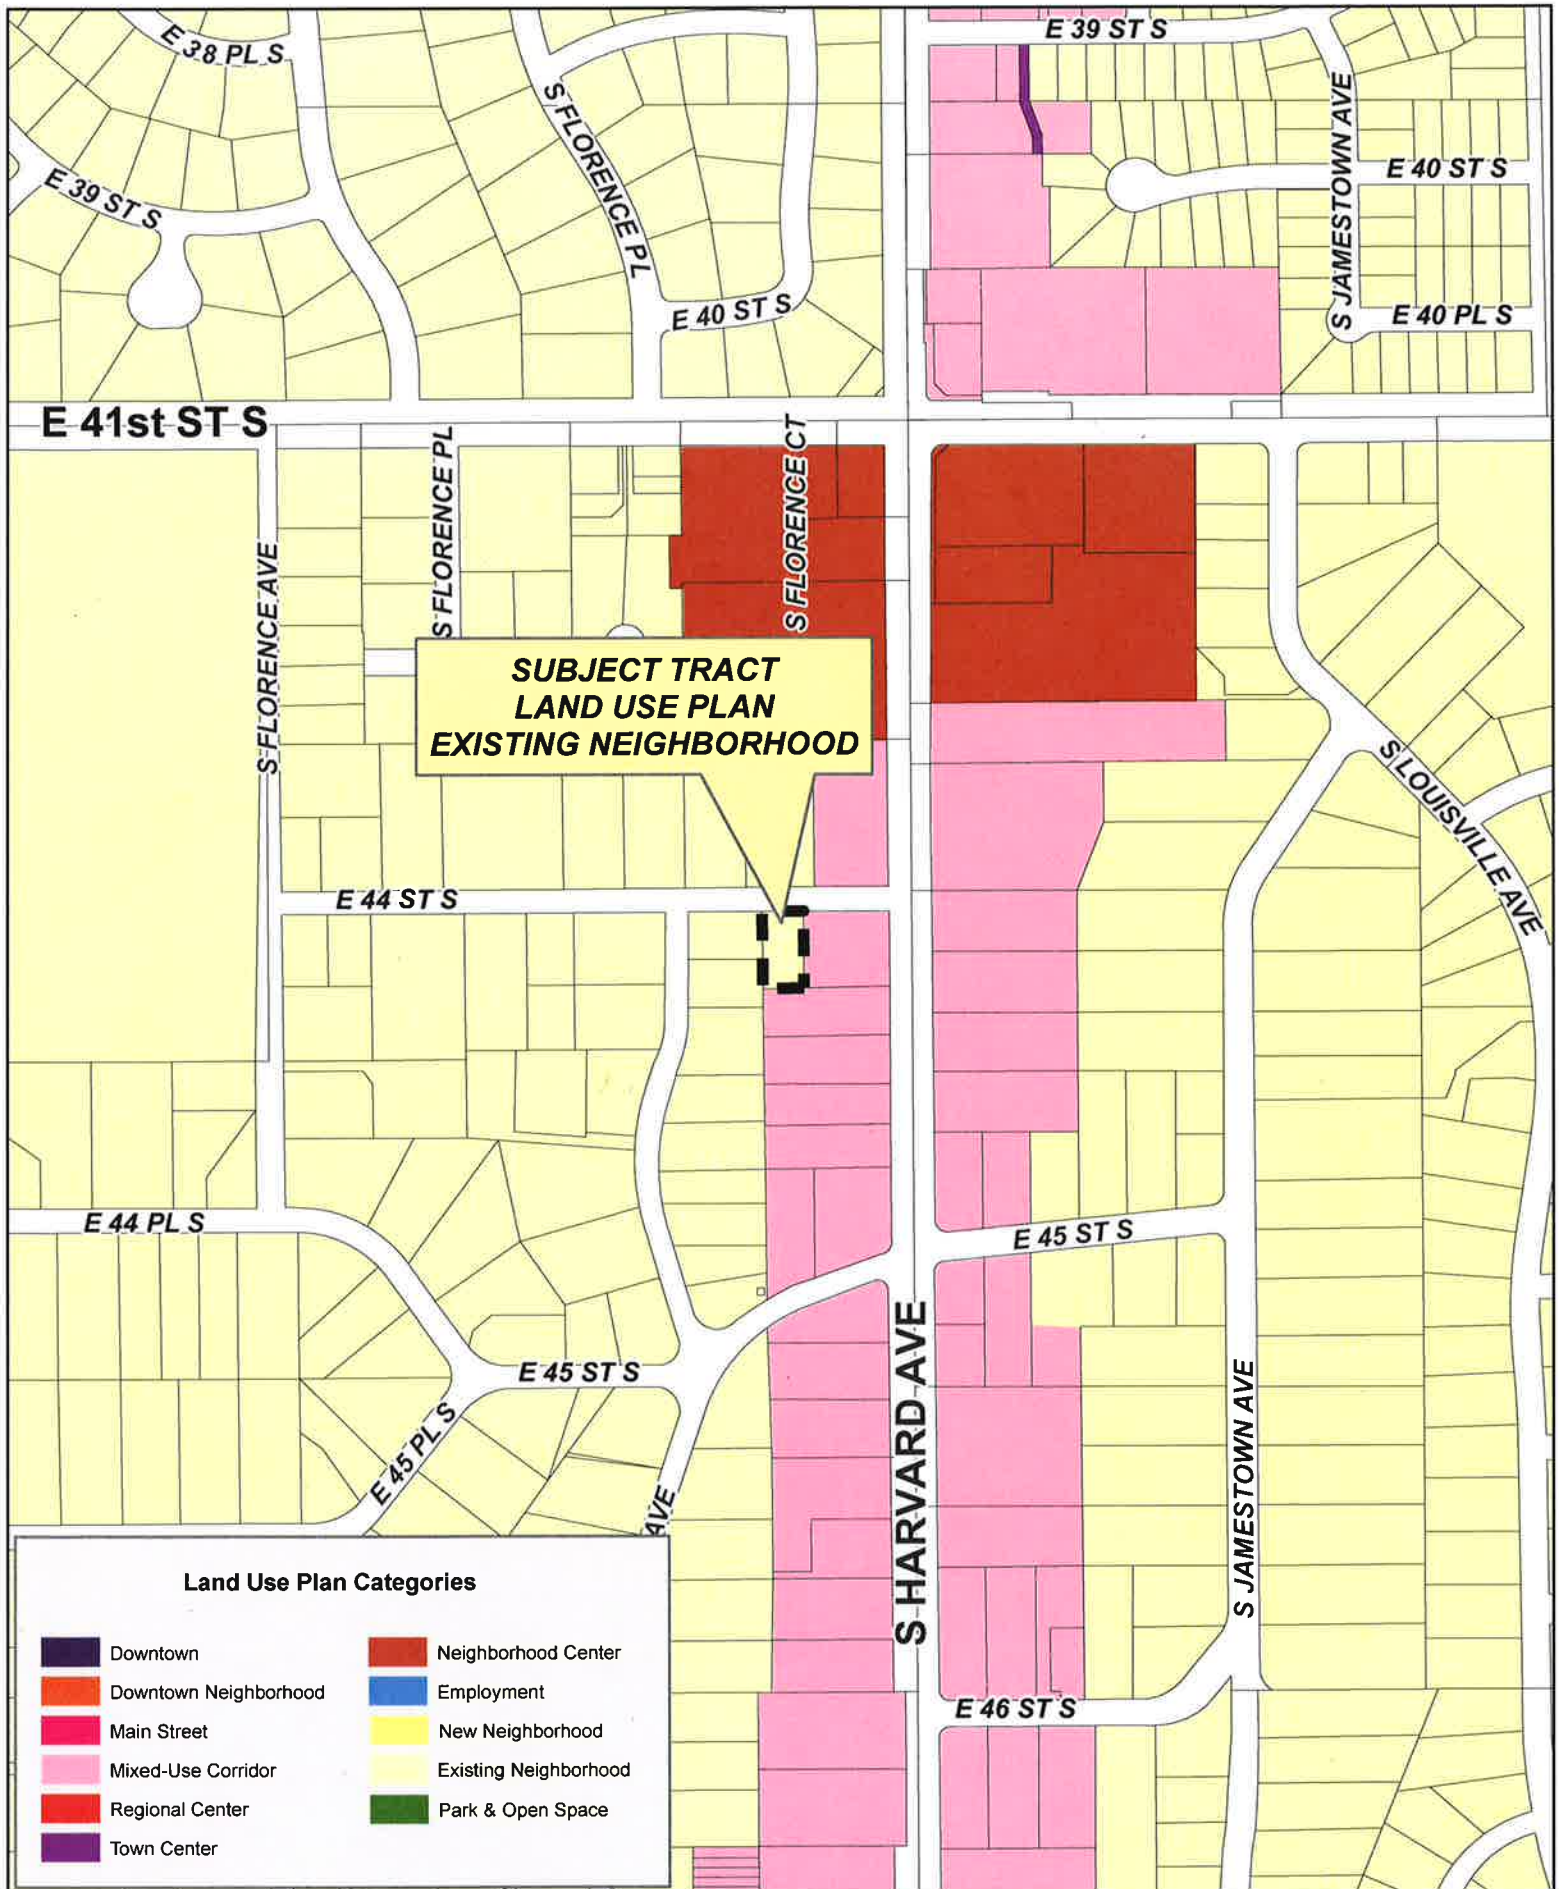 E 38 PL S
E 39 ST S
S FLORENCE PL
E 39 ST S
S JAMESTOWN AVE
E 40 ST S
E 40 ST S
E 40 PL S
E 41st ST S
S FLORENCE PL
S FLORENCE CT
S FLORENCE AVE
SUBJECT TRACT
LAND USE PLAN
EXISTING NEIGHBORHOOD
S LOUISVILLE AVE
E 44 ST S
E 44 PL S
E 45 ST S
E 45 ST S
E 45 PL S
AVE
S HARVARD AVE
S JAMESTOWN AVE
E 46 ST S
Land Use Plan Categories
Downtown
Downtown Neighborhood
Main Street
Mixed-Use Corridor
Regional Center
Town Center
Neighborhood Center
Employment
New Neighborhood
Existing Neighborhood
Park & Open Space